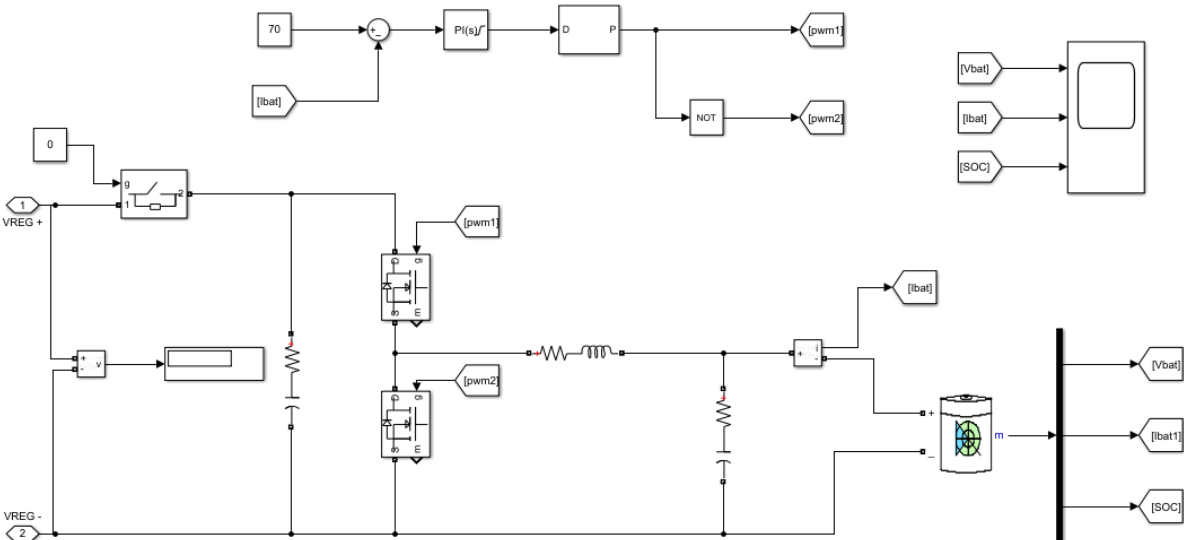 70
+
-
PI(s)
D
P
[pwm1]
[Ibat]
NOT
[pwm2]
[Vbat]
[Ibat]
[SOC]
0
g
1
2
1
VREG +
[pwm1]
D
g
S
m
[Ibat]
+
-
v
+
i
-
[pwm2]
D
g
S
m
+
+
+
+
_
m
[Vbat]
[Ibat1]
[SOC]
VREG -
2